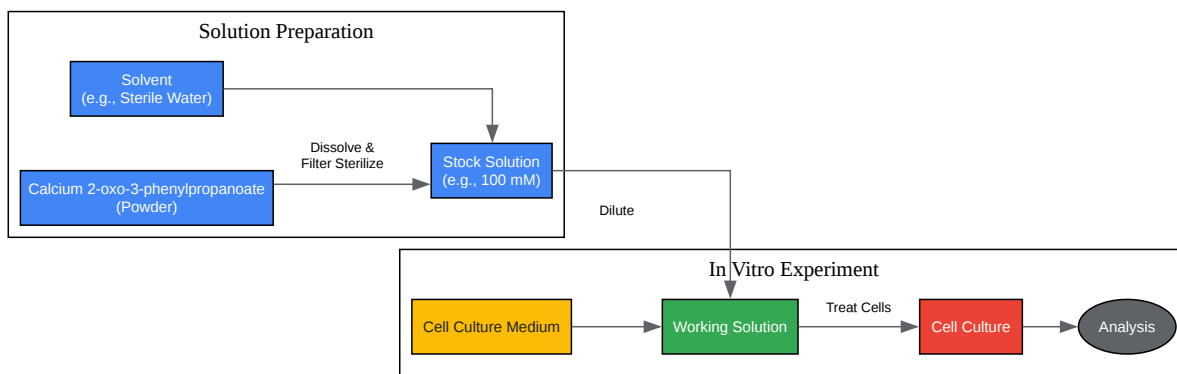 Solution Preparation
Solvent
(e.g., Sterile Water)
Dissolve &
Filter Sterilize
Stock Solution
(e.g., 100 mM)
Calcium 2-oxo-3-phenylpropanoate
(Powder)
Dilute
In Vitro Experiment
Cell Culture Medium
Working Solution
Treat Cells
Cell Culture
Analysis